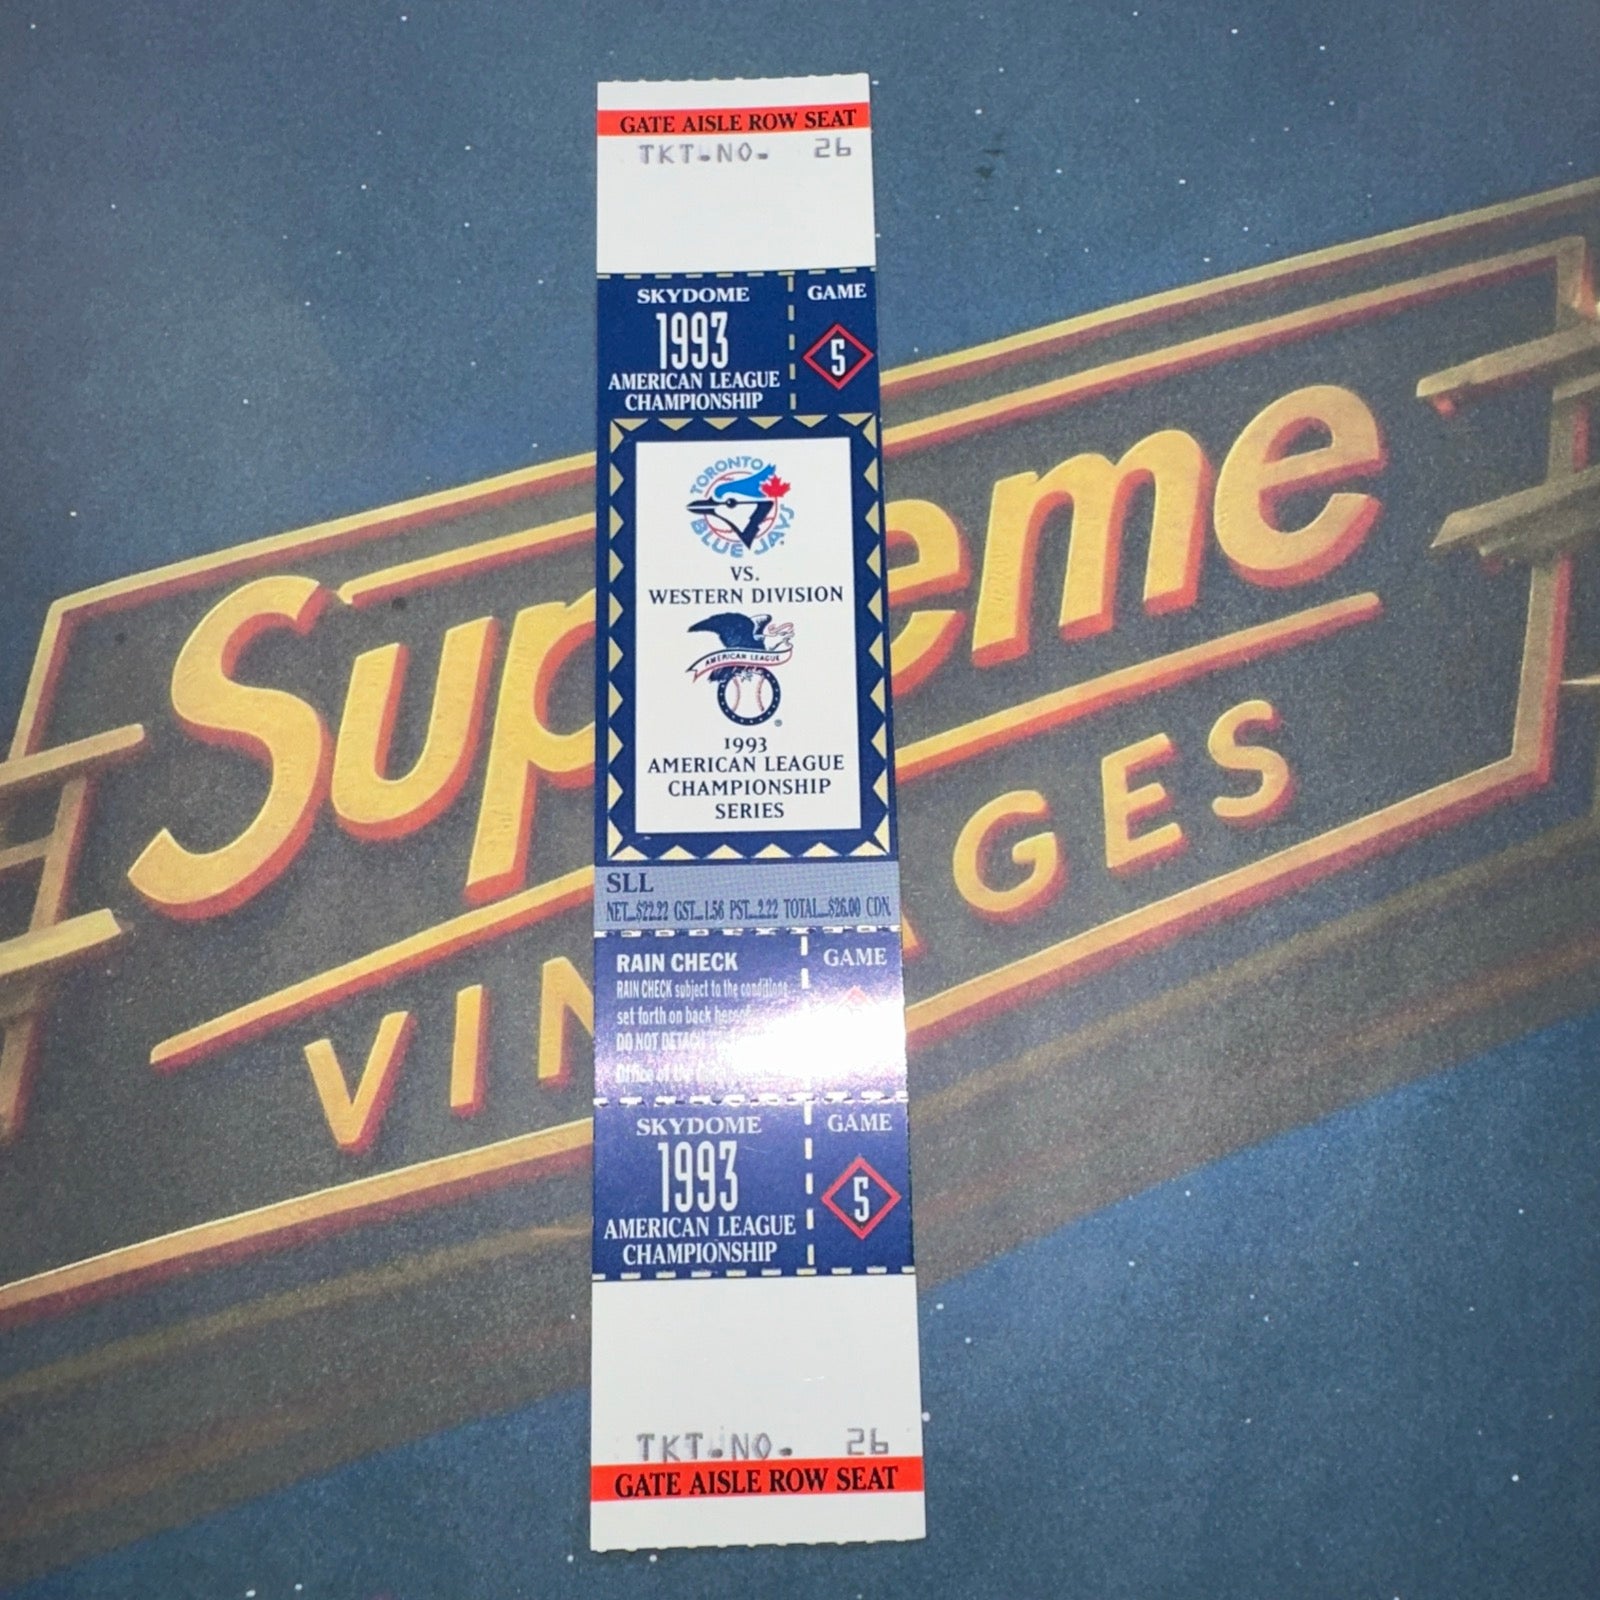 GATE AISLE ROW SEAT
TKT.NO. 26
SKYDOME
1993
AMERICAN LEAGUE
CHAMPIONSHIP
GAME
5
TORONTO
BLUE JAYS
VS.
WESTERN DIVISION
AMERICAN LEAGUE
®
1993
AMERICAN LEAGUE
CHAMPIONSHIP
SERIES
SLL
NET...$22.22 GST...1.56 PST...2.22 TOTAL...$26.00 CDN.
RAIN CHECK
RAIN CHECK subject to the conditions
set forth on back hereof
DO NOT DETACH
Office of the
GAME
SKYDOME
1993
AMERICAN LEAGUE
CHAMPIONSHIP
GAME
5
TKT.NO. 26
GATE AISLE ROW SEAT
Sup eme
VIN GES